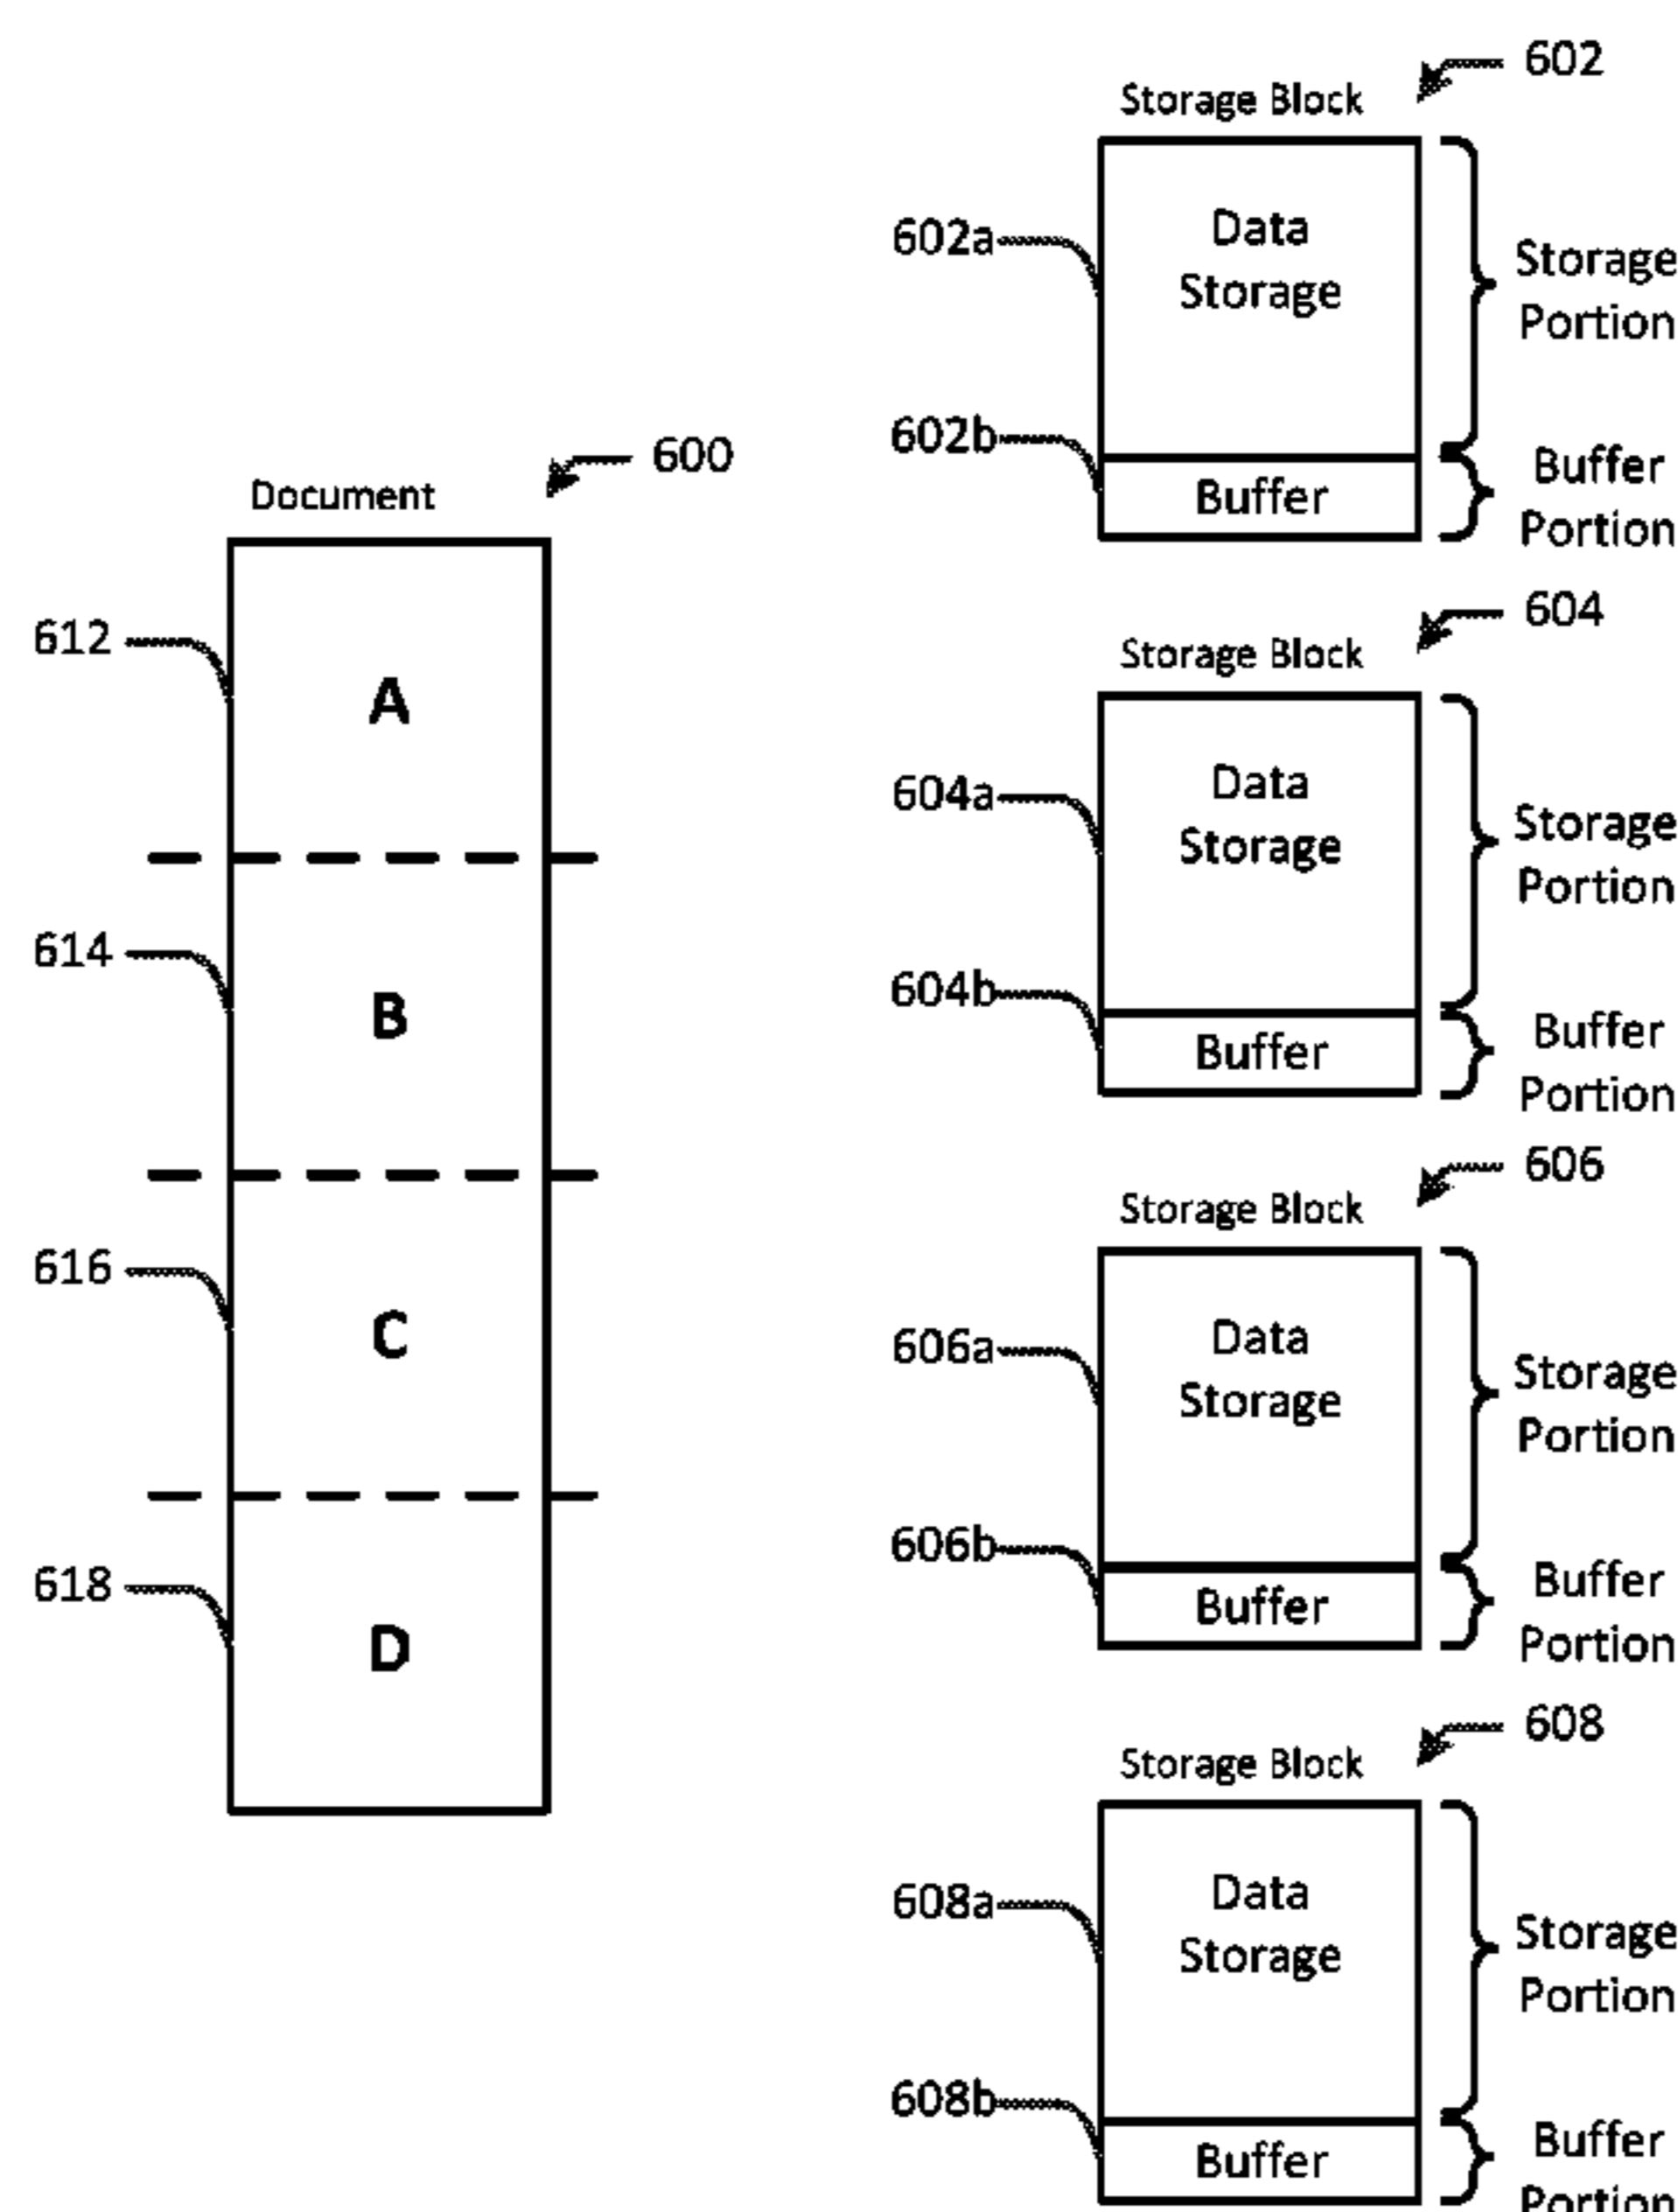 600
Document
612
A
614
B
616
C
618
D
602
Storage Block
602a
Data
Storage
Storage
Portion
602b
Buffer
Buffer
Portion
604
Storage Block
604a
Data
Storage
Storage
Portion
604b
Buffer
Buffer
Portion
606
Storage Block
606a
Data
Storage
Storage
Portion
606b
Buffer
Buffer
Portion
608
Storage Block
608a
Data
Storage
Storage
Portion
608b
Buffer
Buffer
Portion